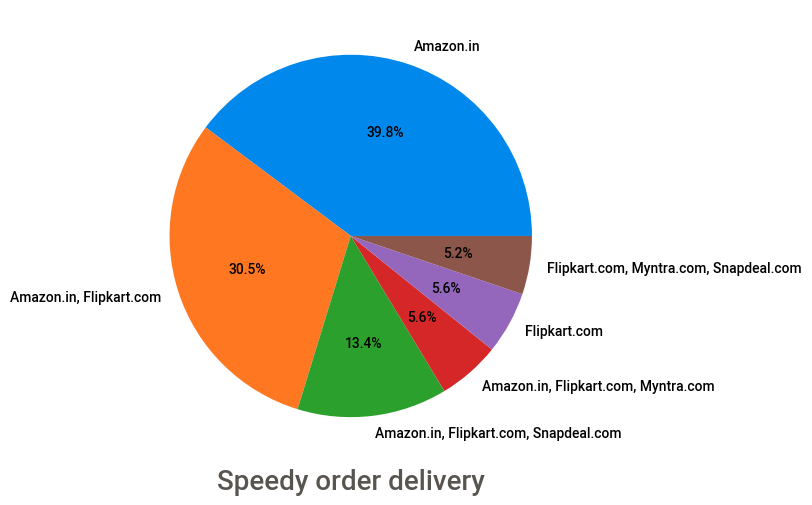 Amazon.in
39.8%
5.2%
Flipkart.com, Myntra.com, Snapdeal.com
30.5%
5.6%
Amazon.in, Flipkart.com
5.6%
Flipkart.com
13.4%
Amazon.in, Flipkart.com, Myntra.com
Amazon.in, Flipkart.com, Snapdeal.com
Speedy order delivery